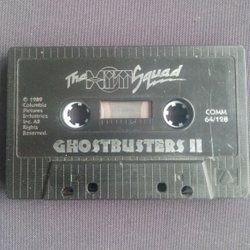 The Hit Squad
© 1989
Columbia
Pictures
Industries
Inc. All
Rights
Reserved.
COMM
64/128
GHOSTBUSTERS II